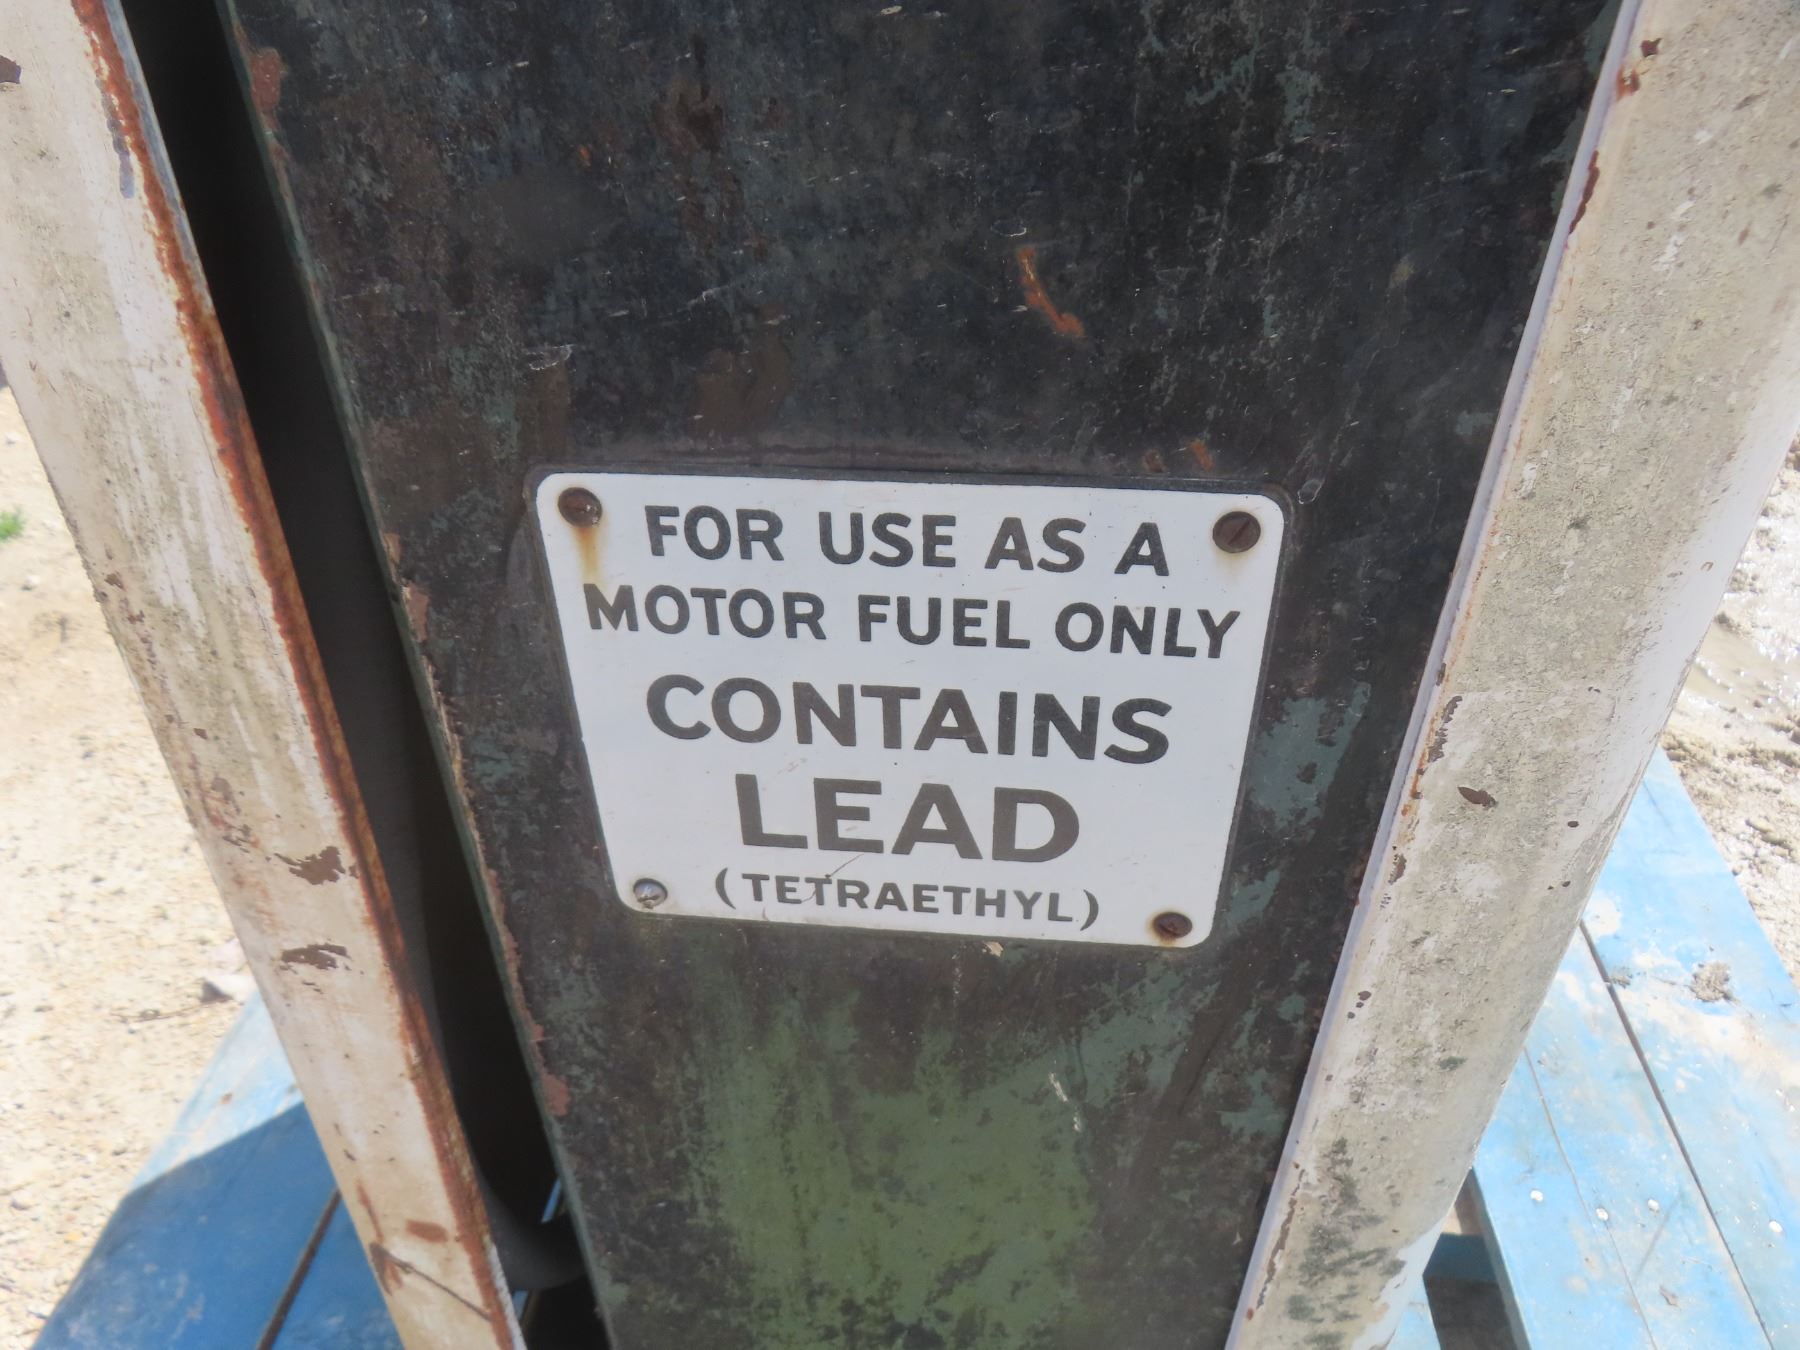 FOR USE AS A
MOTOR FUEL ONLY
CONTAINS
LEAD
(TETRAETHYL)